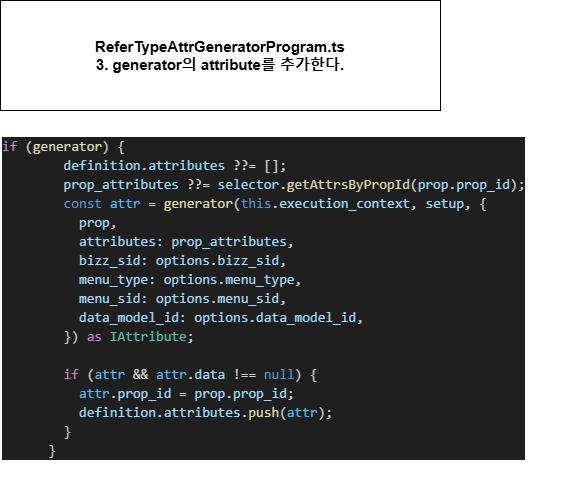 ReferTypeAttrGeneratorProgram.ts
3. generator의 attribute를 추가한다.
if (generator) {
definition.attributes ??= [];
prop_attributes ??= selector.getAttrsByPropId(prop.prop_id);
const attr = generator(this.execution_context, setup, {
prop,
attributes: prop_attributes,
bizz_sid: options.bizz_sid,
menu_type: options.menu_type,
menu_sid: options.menu_sid,
data_model_id: options.data_model_id,
}) as IAttribute;
if (attr && attr.data !== null) {
attr.prop_id = prop.prop_id;
definition.attributes.push(attr);
}
}